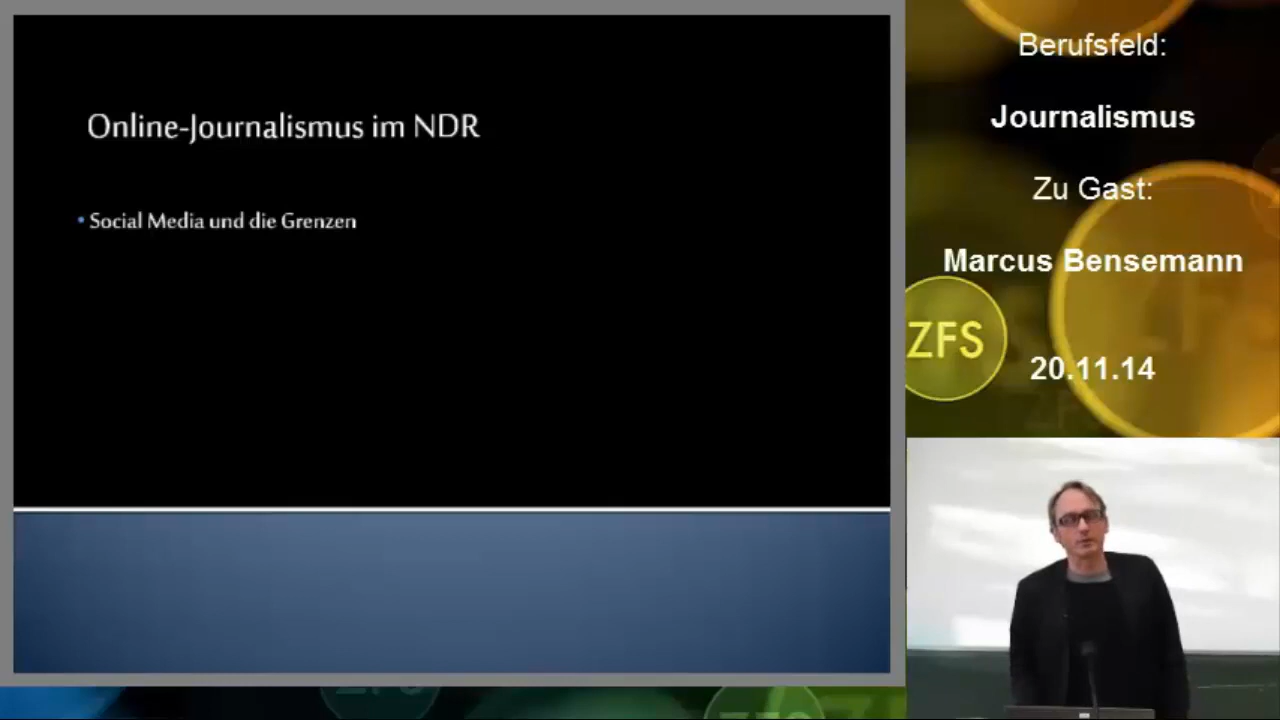 Online-Journalismus im NDR
• Social Media und die Grenzen
Berufsfeld:
Journalismus
Zu Gast:
Marcus Bensemann
ZFS
20.11.14